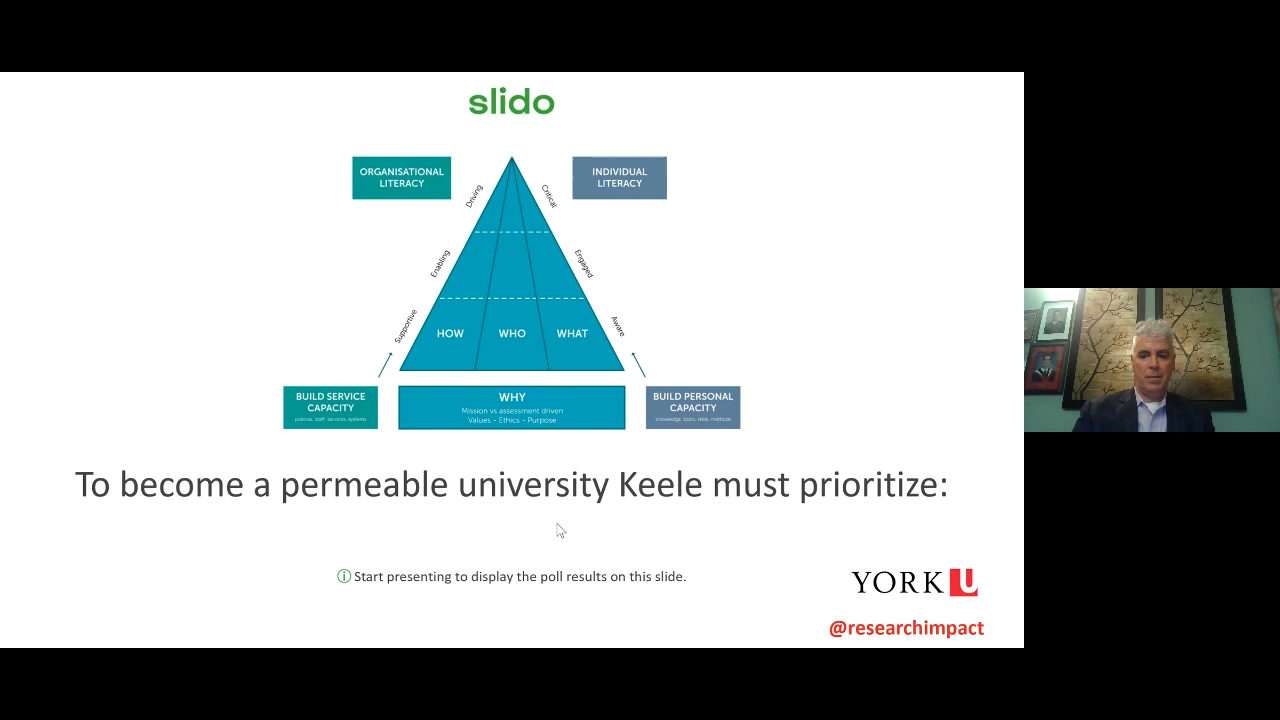 slido
ORGANISATIONAL
LITERACY
INDIVIDUAL
LITERACY
Driving
Critical
Enabling
Engaged
Supportive
Aware
HOW
WHO
WHAT
BUILD SERVICE
CAPACITY
policies, staff, services, systems
WHY
Mission vs assessment driven
Values - Ethics - Purpose
BUILD PERSONAL
CAPACITY
knowledge, tools, skills, methods
To become a permeable university Keele must prioritize:
Start presenting to display the poll results on this slide.
YORK U
@researchimpact